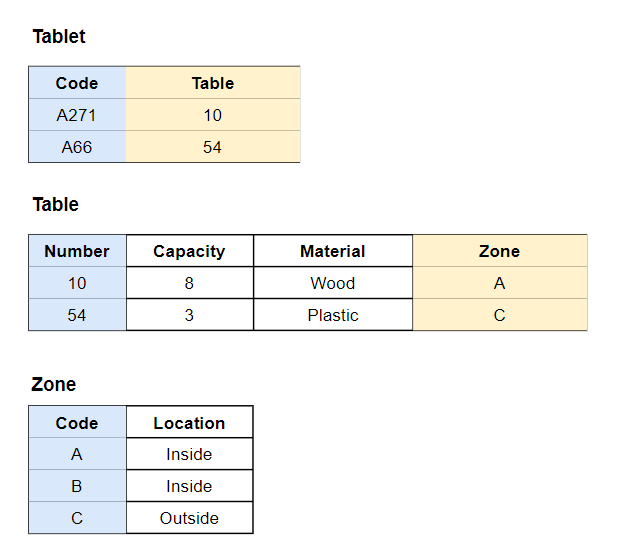 Tablet
Code Table
A271 10
A66 54
Table
Number Capacity Material Zone
10 8 Wood A
54 3 Plastic C
Zone
Code Location
A Inside
B Inside
C Outside